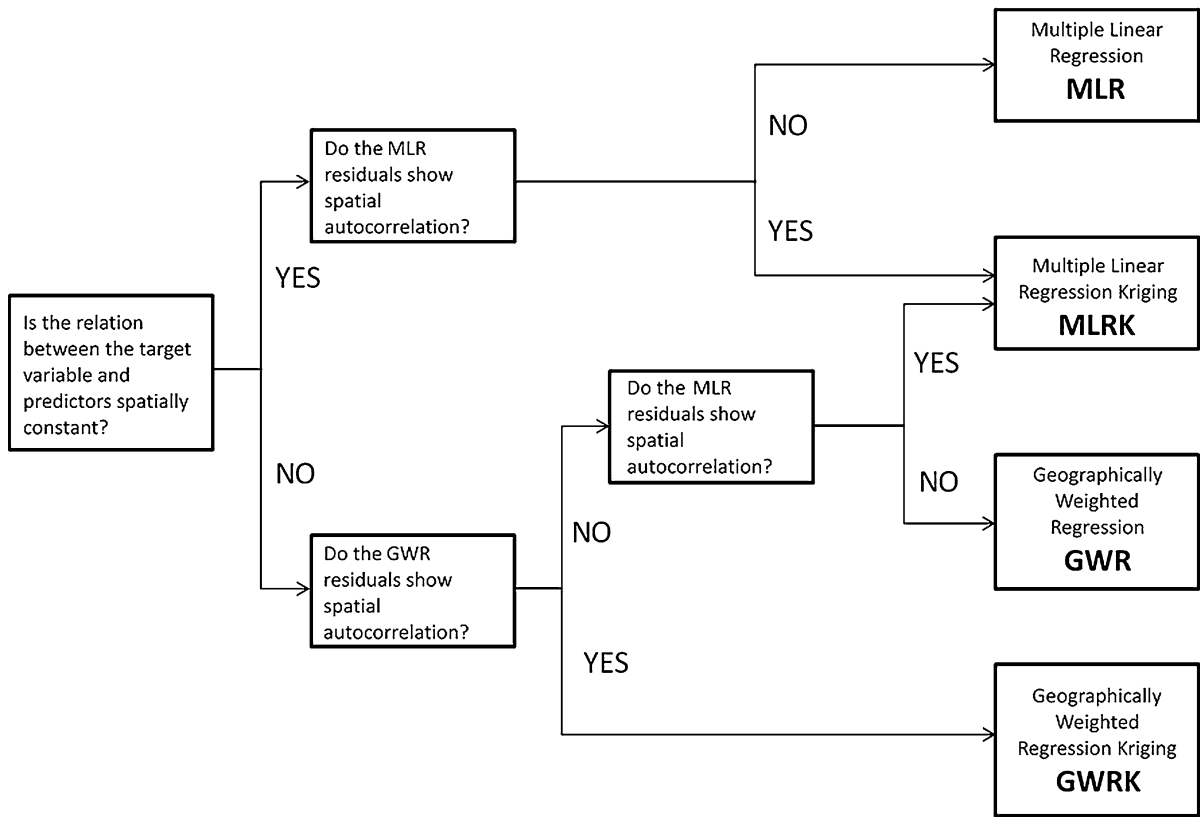 Multiple Linear
Regression
MLR
NO
Do the MLR
residuals show
spatial
autocorrelation?
YES
YES
Multiple Linear
Regression Kriging
MLRK
Is the relation
between the target
variable and
predictors spatially
constant?
YES
Do the MLR
residuals show
spatial
autocorrelation?
NO
NO
Geographically
Weighted
Regression
GWR
NO
Do the GWR
residuals show
spatial
autocorrelation?
YES
Geographically
Weighted
Regression Kriging
GWRK